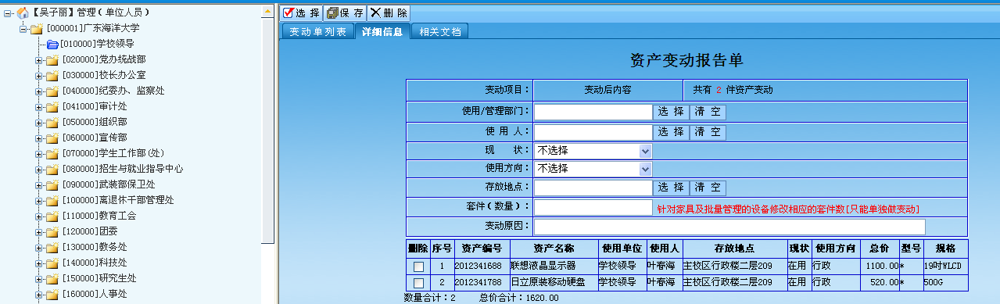 【吴子丽】管理(单位人员)
[000001]广东海洋大学
[010000]学校领导
[020000]党办统战部
[030000]校长办公室
[040000]纪委办、监察处
[041000]审计处
[050000]组织部
[060000]宣传部
[070000]学生工作部(处)
[080000]招生与就业指导中心
[090000]武装部保卫处
[100000]离退休干部管理处
[110000]教育工会
[120000]团委
[130000]教务处
[140000]科技处
[150000]研究生处
[160000]人事处
选 择 保 存 删 除
变动单列表 详细信息 相关文档
资产变动报告单
变动项目: 变动后内容 共有 2 件资产变动
使用/管理部门: 选 择 清 空
使 用 人: 选 择 清 空
现 状: 不选择
使用方向: 不选择
存放地点: 选 择 清 空
套件(数量): 针对家具及批量管理的设备修改相应的套件数[只能单独做变动]
变动原因:
删除 序号 资产编号 资产名称 使用单位 使用人 存放地点 现状 使用方向 总价 型号 规格
1 2012341688 联想液晶显示器 学校领导 叶春海 主校区行政楼二层209 在用 行政 1100.00 * 19吋WLCD
2 2012341788 日立原装移动硬盘 学校领导 叶春海 主校区行政楼二层209 在用 行政 520.00 * 500G
数量合计:2 总价合计:1620.00